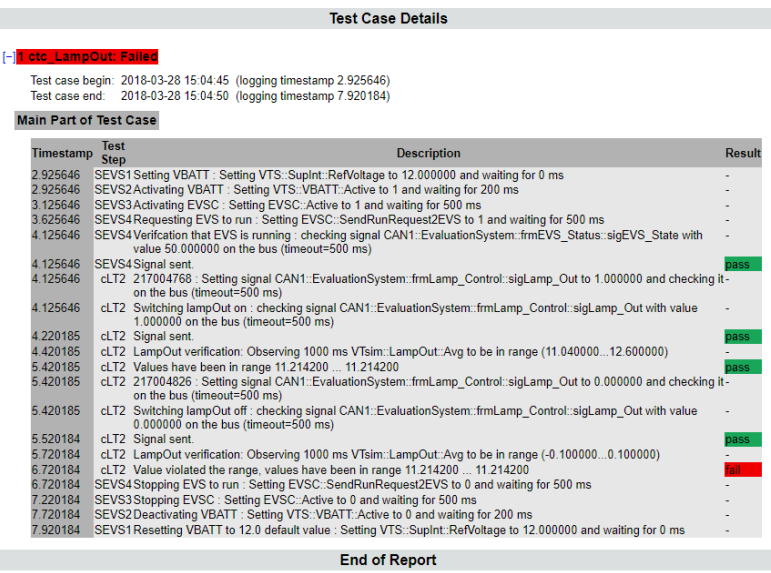 Test Case Details
[−] 1 ctc_LampOut: Failed
Test case begin: 2018-03-28 15:04:45 (logging timestamp 2.925646)
Test case end: 2018-03-28 15:04:50 (logging timestamp 7.920184)
Main Part of Test Case
Timestamp Test Step Description Result
2.925646 SEVS1 Setting VBATT : Setting VTS::SupInt::RefVoltage to 12.000000 and waiting for 0 ms -
2.925646 SEVS2 Activating VBATT : Setting VTS::VBATT::Active to 1 and waiting for 200 ms -
3.125646 SEVS3 Activating EVSC : Setting EVSC::Active to 1 and waiting for 500 ms -
3.625646 SEVS4 Requesting EVS to run : Setting EVSC::SendRunRequest2EVS to 1 and waiting for 500 ms -
4.125646 SEVS4 Verifcation that EVS is running : checking signal CAN1::EvaluationSystem::frmEVS_Status::sigEVS_State with -
value 50.000000 on the bus (timeout=500 ms)
4.125646 SEVS4 Signal sent. pass
4.125646 cLT2 217004768 : Setting signal CAN1::EvaluationSystem::frmLamp_Control::sigLamp_Out to 1.000000 and checking it -
on the bus (timeout=500 ms)
4.125646 cLT2 Switching lampOut on : checking signal CAN1::EvaluationSystem::frmLamp_Control::sigLamp_Out with value -
1.000000 on the bus (timeout=500 ms)
4.220185 cLT2 Signal sent. pass
4.420185 cLT2 LampOut verification: Observing 1000 ms VTsim::LampOut::Avg to be in range (11.040000...12.600000) -
5.420185 cLT2 Values have been in range 11.214200 ... 11.214200 pass
5.420185 cLT2 217004826 : Setting signal CAN1::EvaluationSystem::frmLamp_Control::sigLamp_Out to 0.000000 and checking it -
on the bus (timeout=500 ms)
5.420185 cLT2 Switching lampOut off : checking signal CAN1::EvaluationSystem::frmLamp_Control::sigLamp_Out with value -
0.000000 on the bus (timeout=500 ms)
5.520184 cLT2 Signal sent. pass
5.720184 cLT2 LampOut verification: Observing 1000 ms VTsim::LampOut::Avg to be in range (-0.100000...0.100000) -
6.720184 cLT2 Value violated the range, values have been in range 11.214200 ... 11.214200 fail
6.720184 SEVS4 Stopping EVS to run : Setting EVSC::SendRunRequest2EVS to 0 and waiting for 500 ms -
7.220184 SEVS3 Stopping EVSC : Setting EVSC::Active to 0 and waiting for 500 ms -
7.720184 SEVS2 Deactivating VBATT : Setting VTS::VBATT::Active to 0 and waiting for 200 ms -
7.920184 SEVS1 Resetting VBATT to 12.0 default value : Setting VTS::SupInt::RefVoltage to 12.000000 and waiting for 0 ms -
End of Report